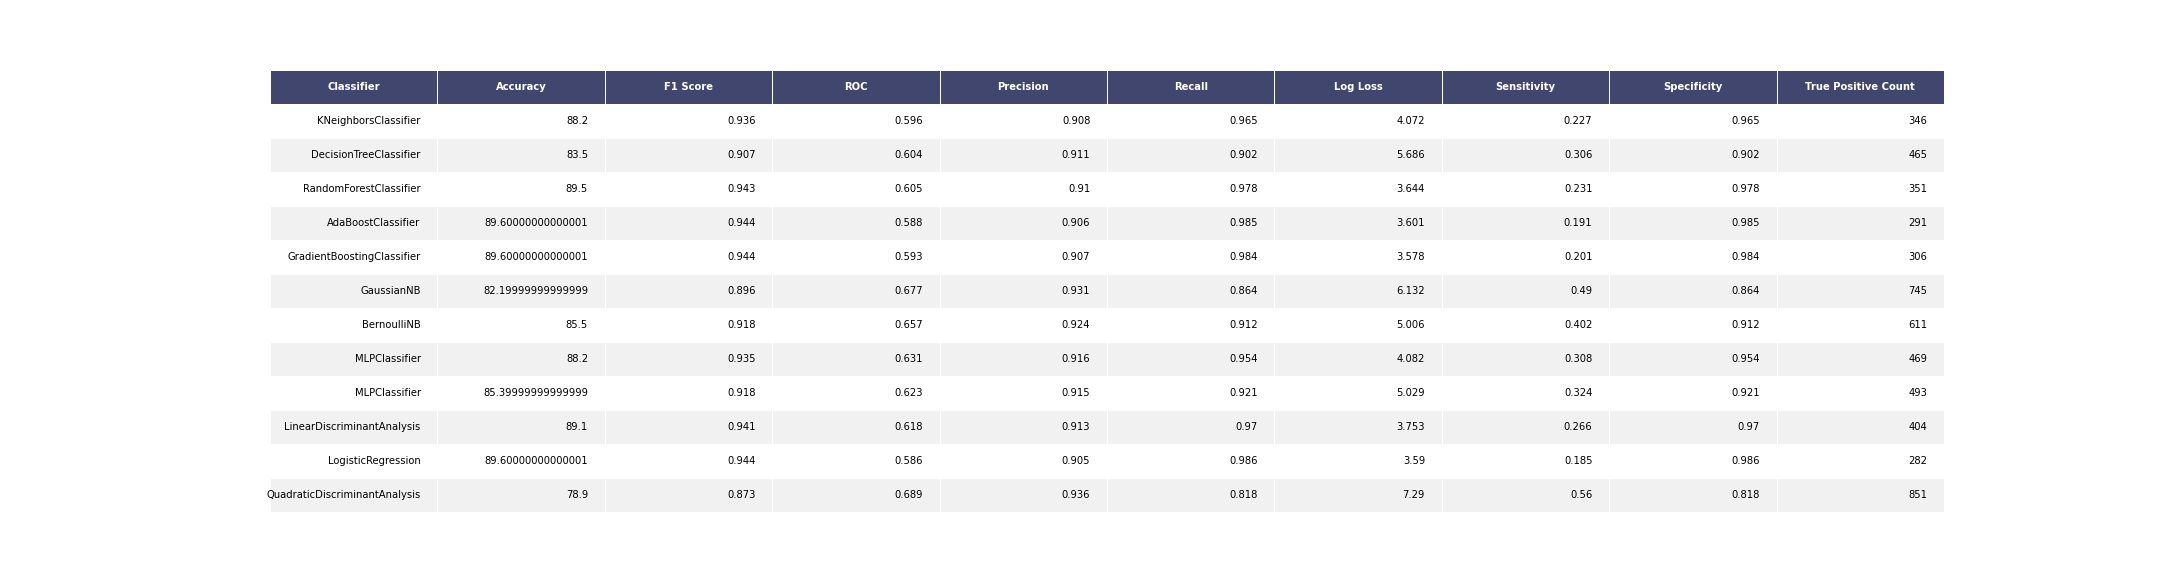 Classifier Accuracy F1 Score ROC Precision Recall Log Loss Sensitivity Specificity True Positive Count
KNeighborsClassifier 88.2 0.936 0.596 0.908 0.965 4.072 0.227 0.965 346
DecisionTreeClassifier 83.5 0.907 0.604 0.911 0.902 5.686 0.306 0.902 465
RandomForestClassifier 89.5 0.943 0.605 0.91 0.978 3.644 0.231 0.978 351
AdaBoostClassifier 89.60000000000001 0.944 0.588 0.906 0.985 3.601 0.191 0.985 291
GradientBoostingClassifier 89.60000000000001 0.944 0.593 0.907 0.984 3.578 0.201 0.984 306
GaussianNB 82.19999999999999 0.896 0.677 0.931 0.864 6.132 0.49 0.864 745
BernoulliNB 85.5 0.918 0.657 0.924 0.912 5.006 0.402 0.912 611
MLPClassifier 88.2 0.935 0.631 0.916 0.954 4.082 0.308 0.954 469
MLPClassifier 85.39999999999999 0.918 0.623 0.915 0.921 5.029 0.324 0.921 493
LinearDiscriminantAnalysis 89.1 0.941 0.618 0.913 0.97 3.753 0.266 0.97 404
LogisticRegression 89.60000000000001 0.944 0.586 0.905 0.986 3.59 0.185 0.986 282
QuadraticDiscriminantAnalysis 78.9 0.873 0.689 0.936 0.818 7.29 0.56 0.818 851